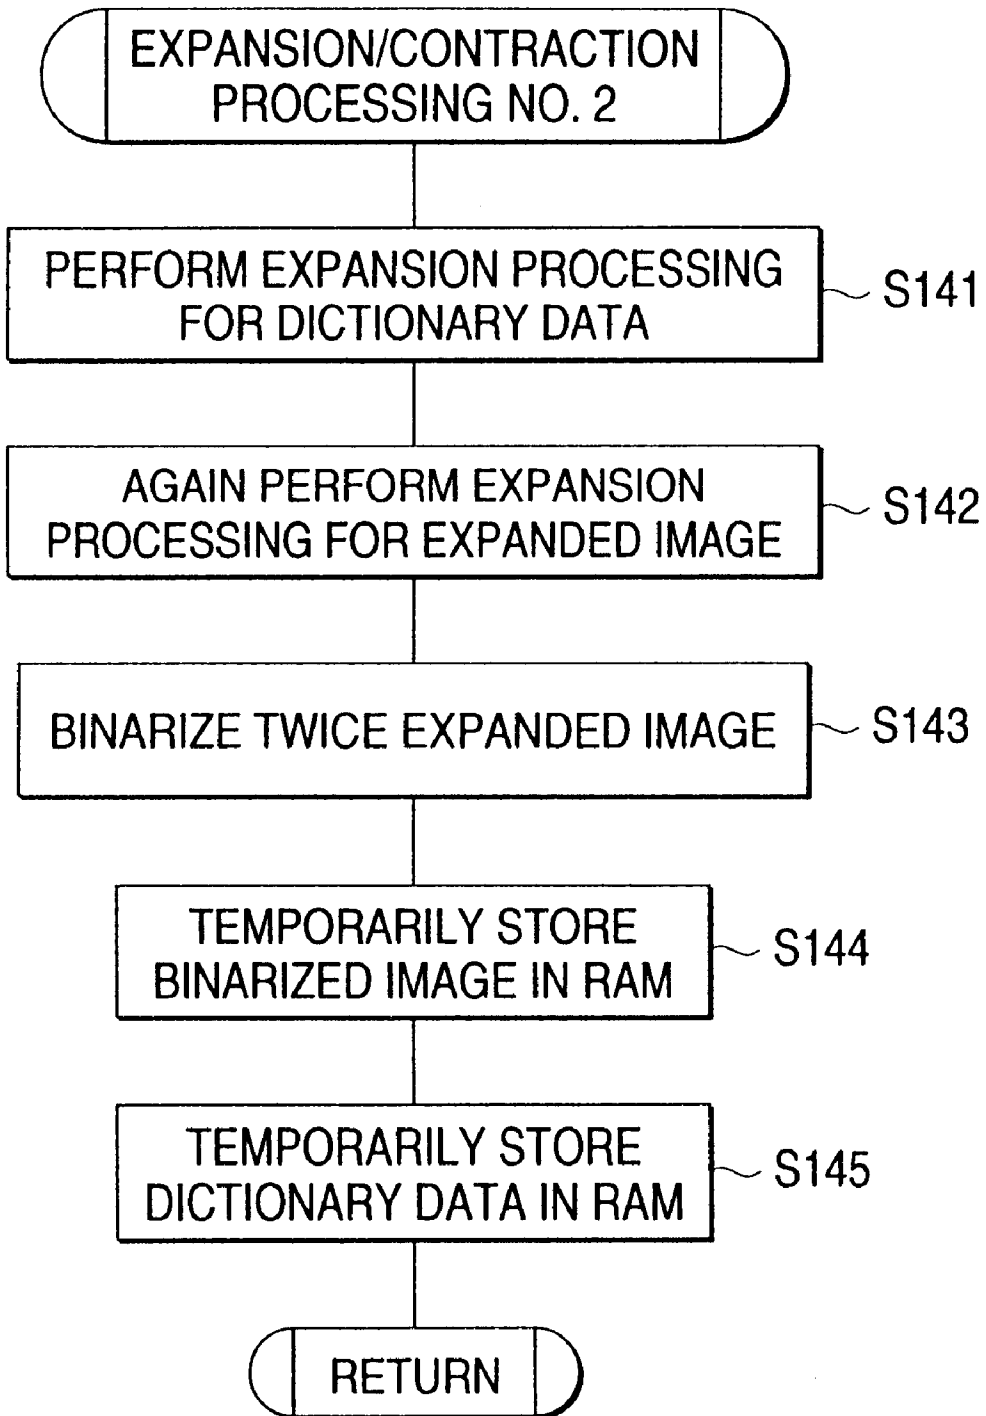 EXPANSION/CONTRACTION
PROCESSING NO. 2
PERFORM EXPANSION PROCESSING
FOR DICTIONARY DATA
S141
AGAIN PERFORM EXPANSION
PROCESSING FOR EXPANDED IMAGE
S142
BINARIZE TWICE EXPANDED IMAGE
S143
TEMPORARILY STORE
BINARIZED IMAGE IN RAM
S144
TEMPORARILY STORE
DICTIONARY DATA IN RAM
S145
RETURN